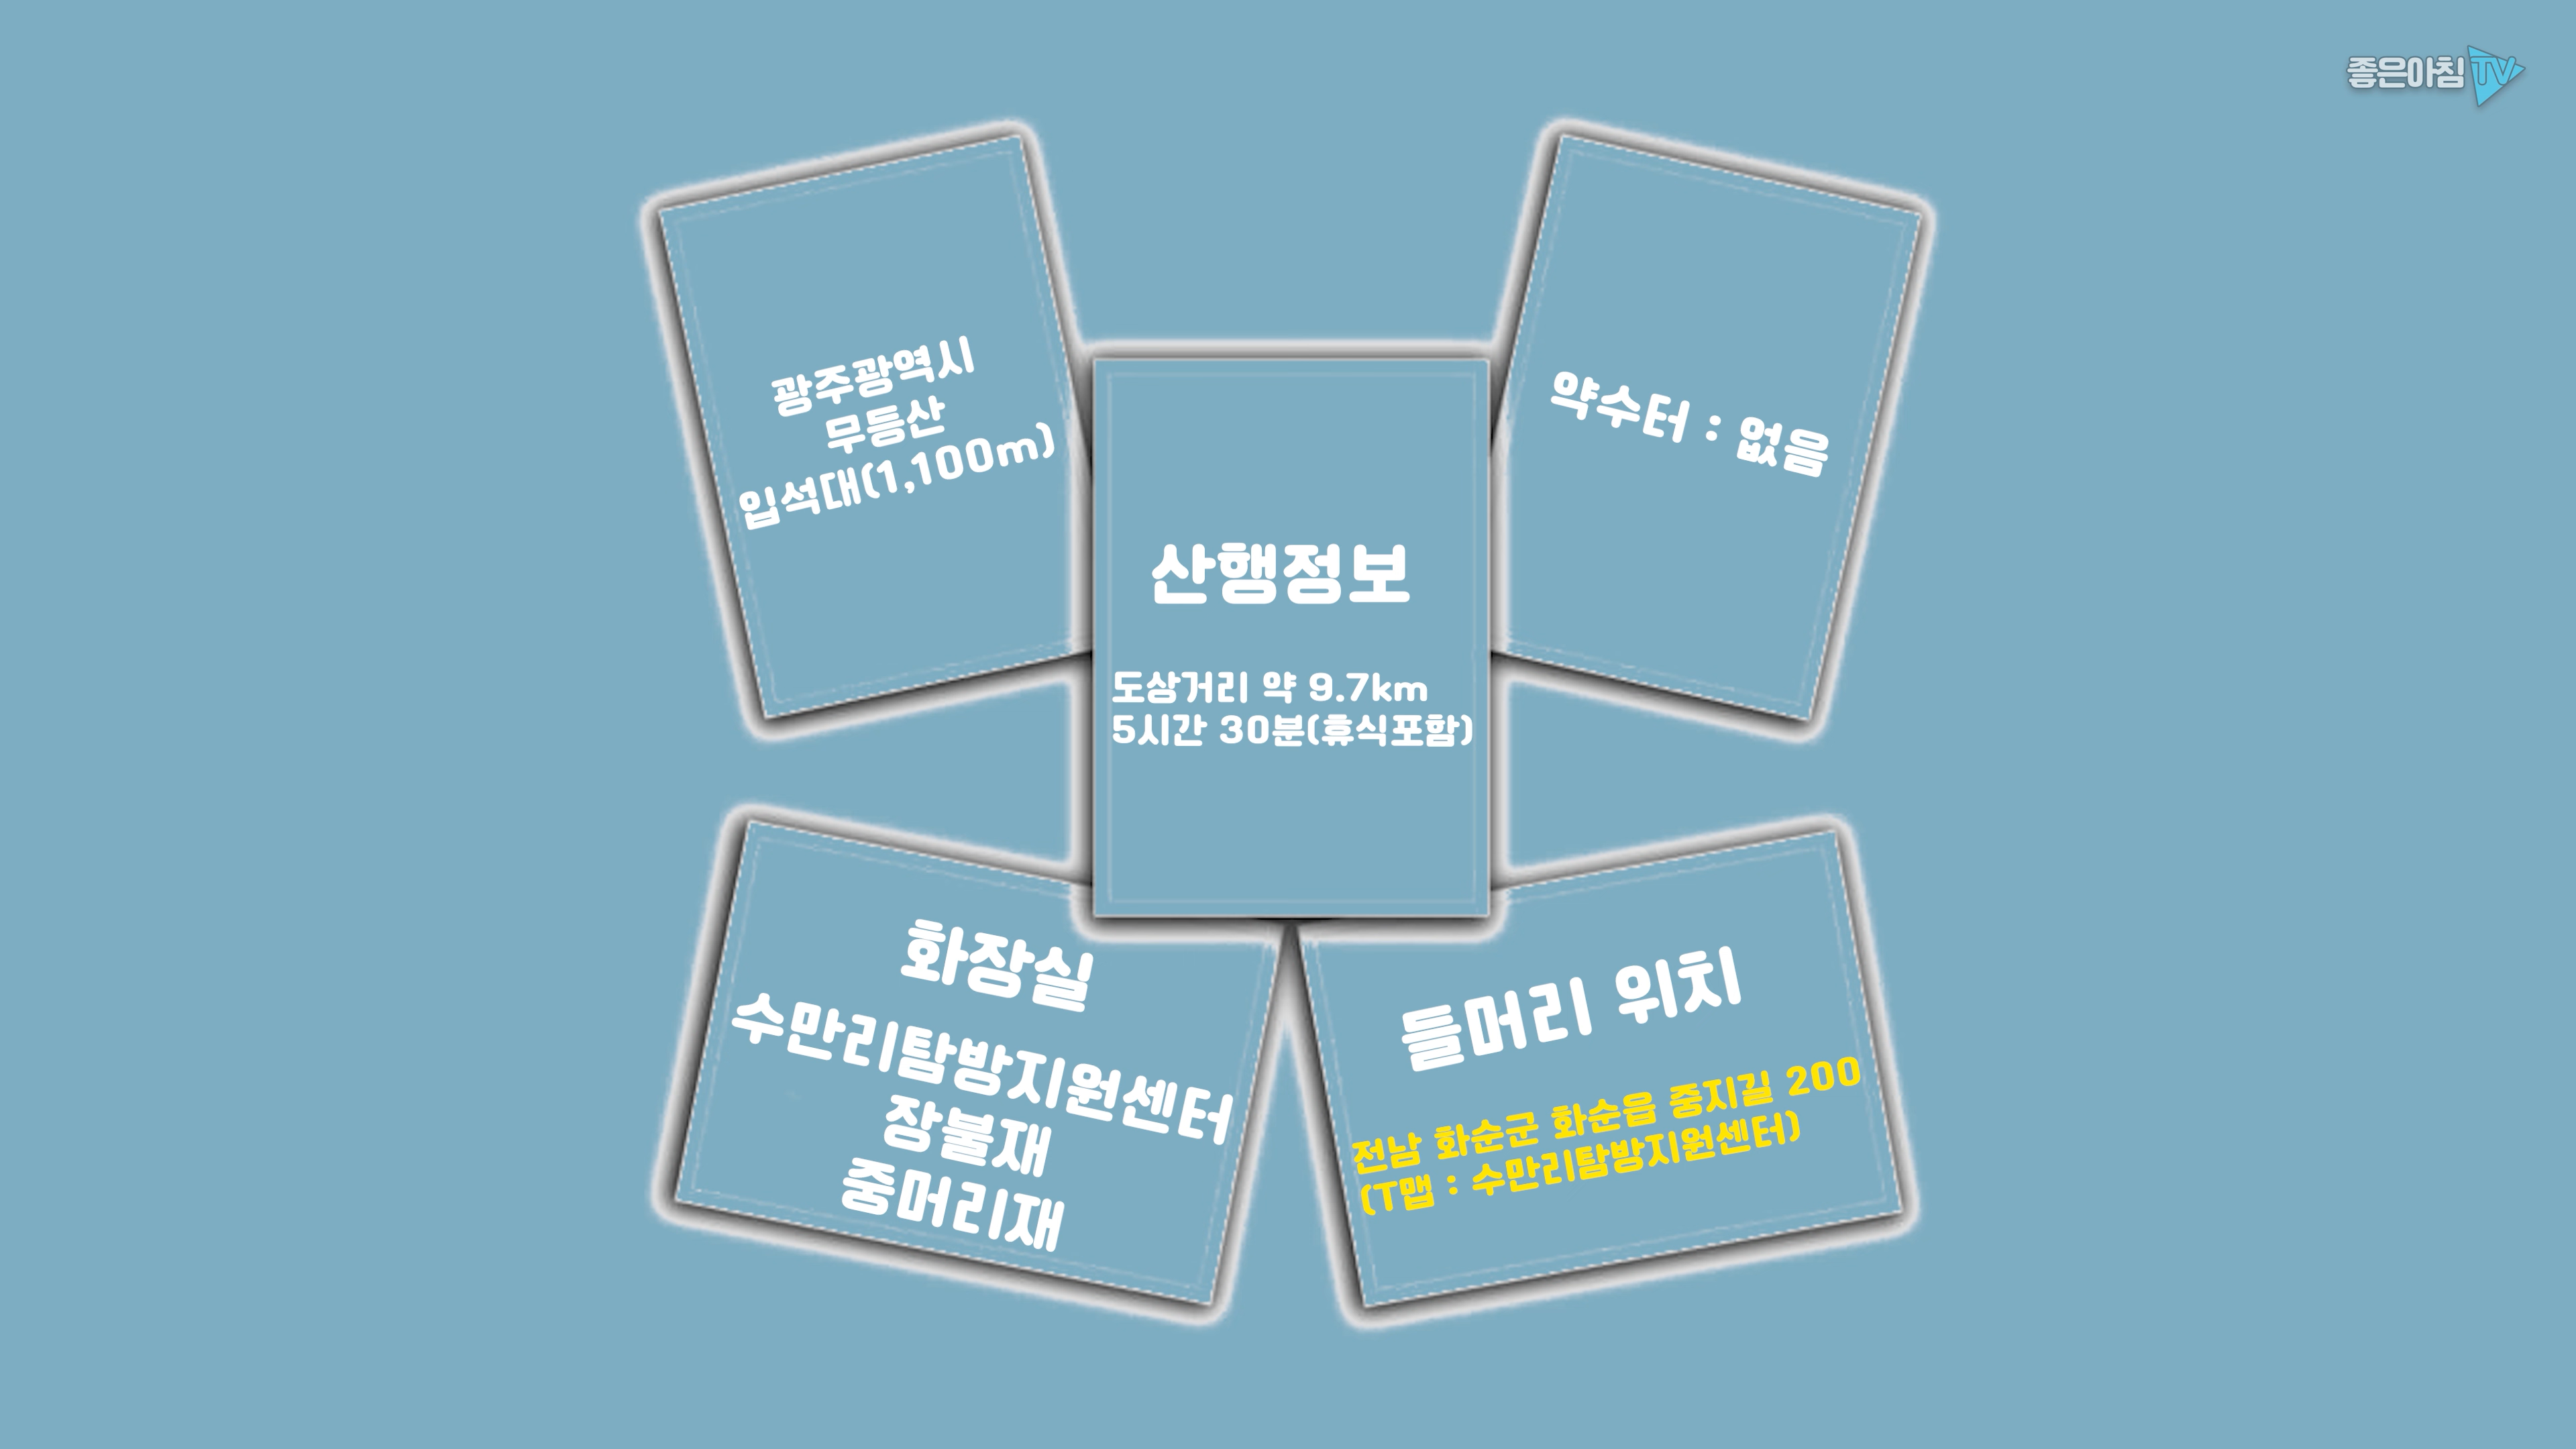 좋은아침TV
광주광역시
무등산
입석대(1,100m)
약수터 : 없음
산행정보
도상거리 약 9.7km
5시간 30분(휴식포함)
화장실
수만리탐방지원센터
장불재
중머리재
들머리 위치
전남 화순군 화순읍 중지길 200
(T맵 : 수만리탐방지원센터)